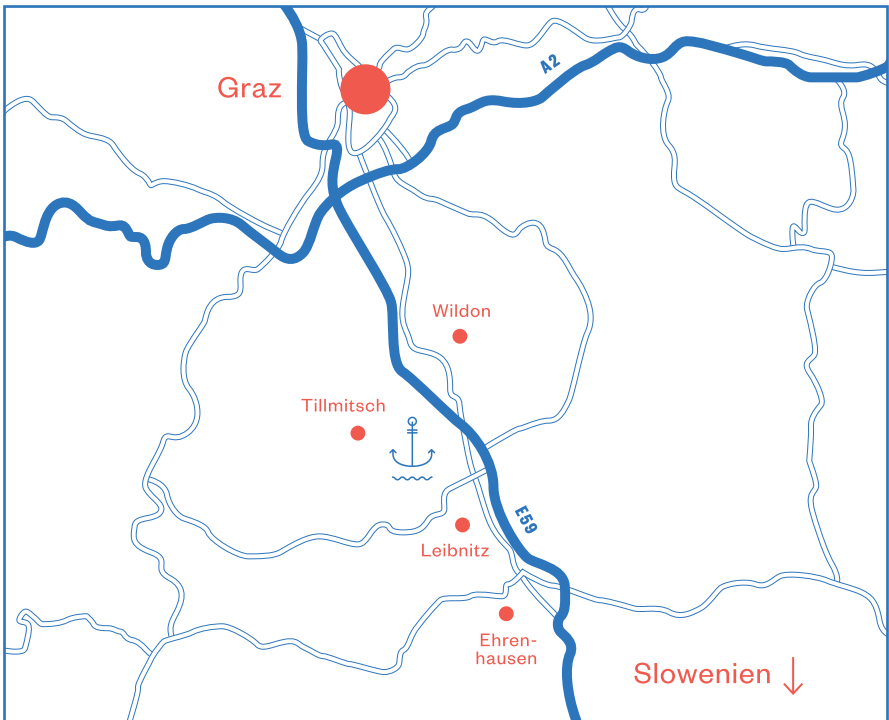 A2
Graz
Wildon
Tillmitsch
E59
Leibnitz
Ehren-
hausen
Slowenien